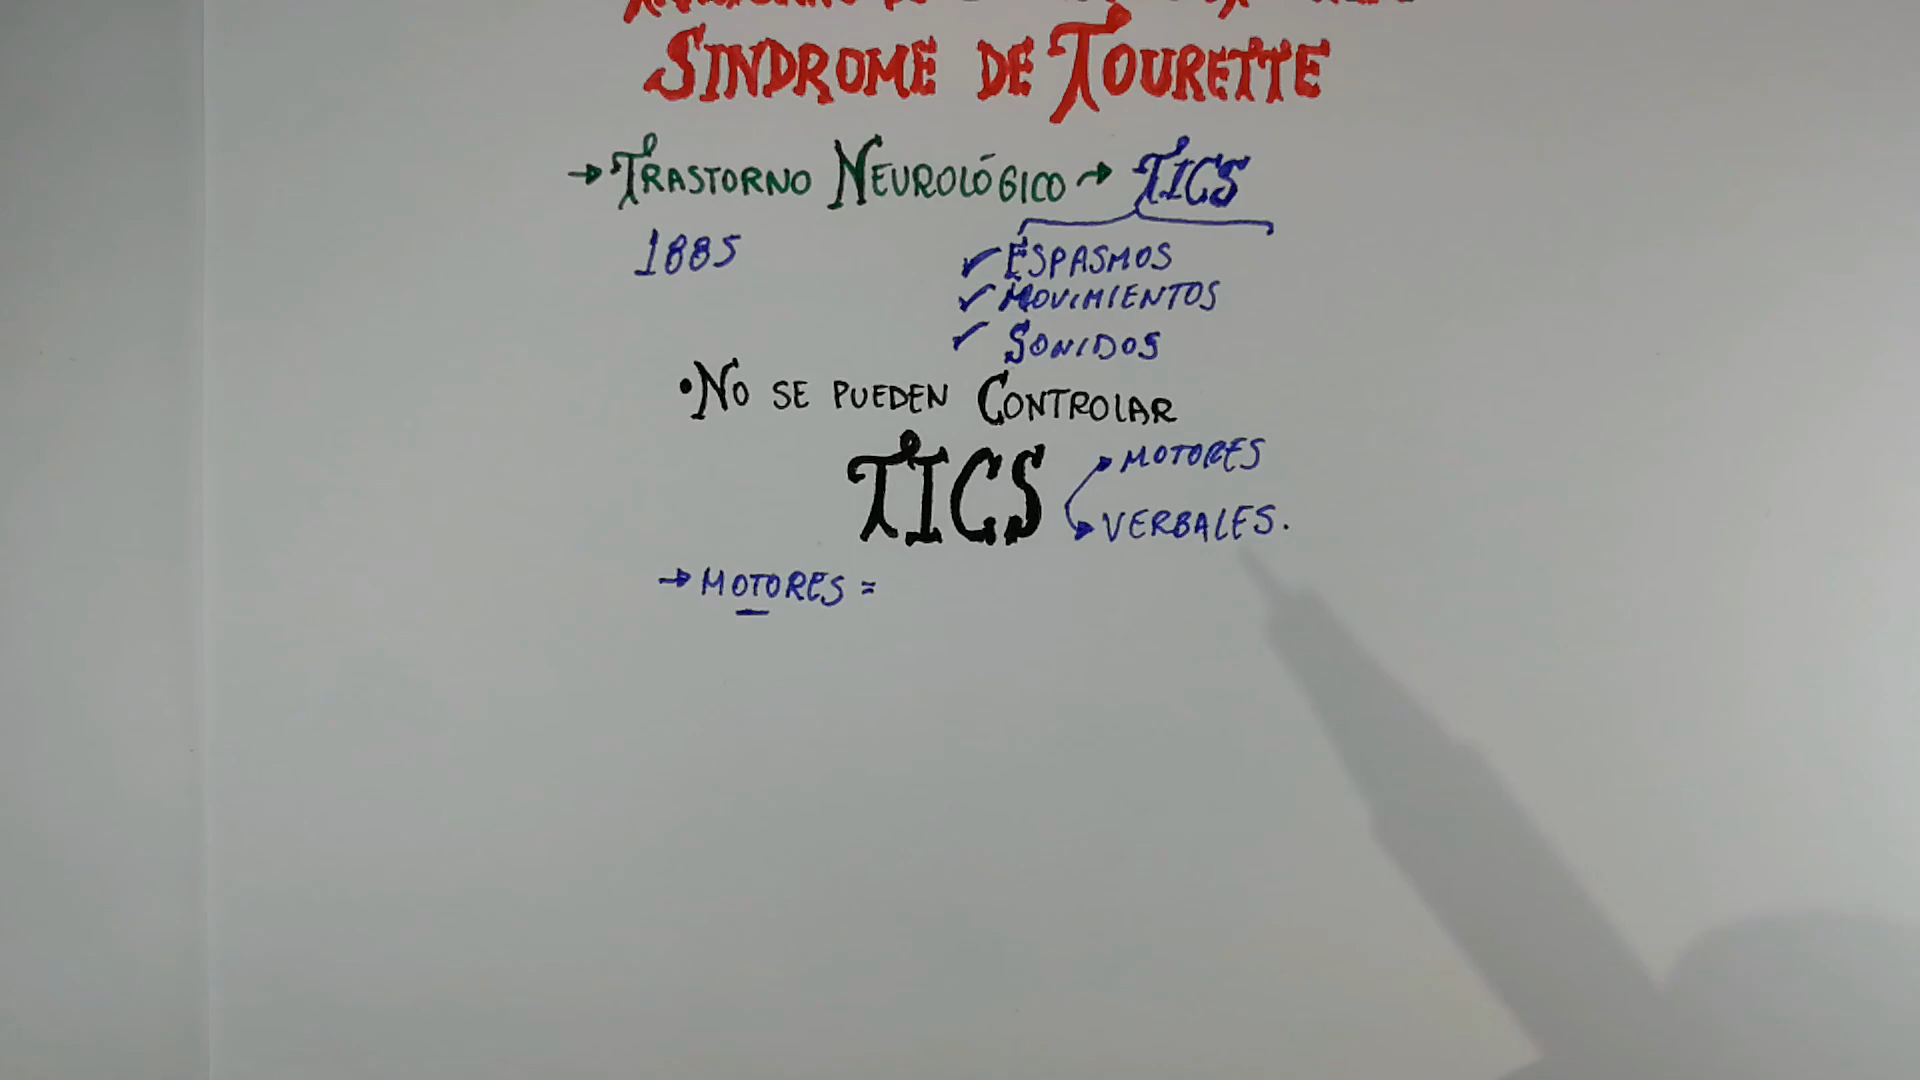 SINDROME DE TOURETTE
→ TRASTORNO NEUROLÓGICO → TICS
1885
✓ ESPASMOS
✓ MOVIMIENTOS
✓ SONIDOS
• NO SE PUEDEN CONTROLAR
TICS
MOTORES
VERBALES.
→ MOTORES =